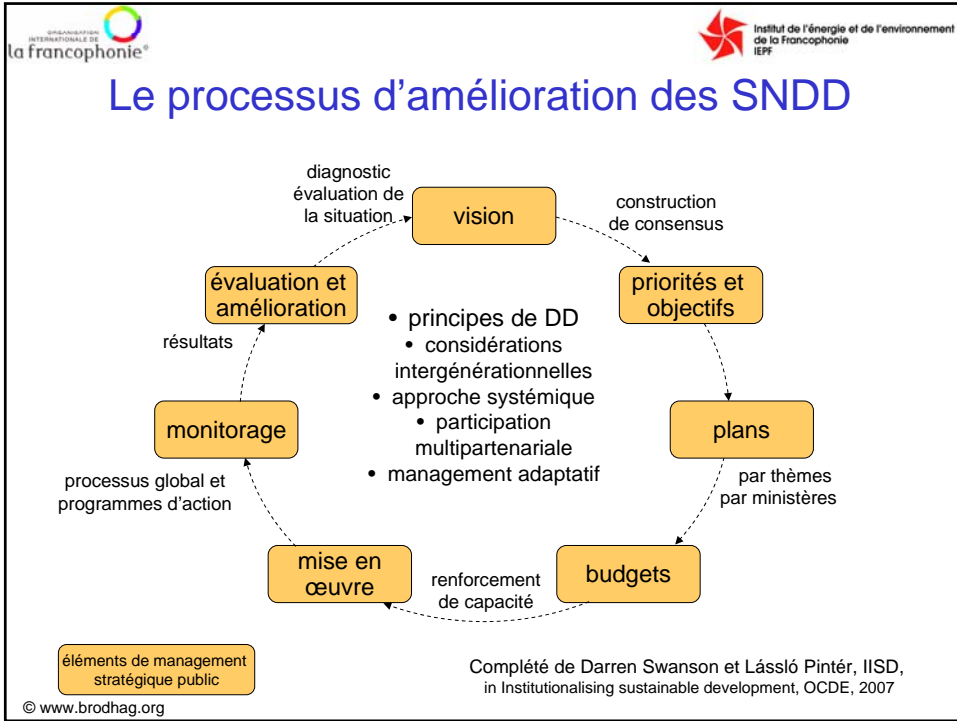 ORGANISATION
INTERNATIONALE DE
la francophonie®
Institut de l'énergie et de l'environnement
de la Francophonie
IEPF
Le processus d'amélioration des SNDD
diagnostic
évaluation de
la situation
vision
construction
de consensus
évaluation et
amélioration
priorités et
objectifs
résultats
• principes de DD
• considérations
intergénérationnelles
• approche systémique
• participation
multipartenariale
• management adaptatif
monitorage
plans
processus global et
programmes d'action
par thèmes
par ministères
mise en
œuvre
renforcement
de capacité
budgets
éléments de management
stratégique public
Complété de Darren Swanson et Lássló Pintér, IISD,
in Institutionalising sustainable development, OCDE, 2007
© www.brodhag.org